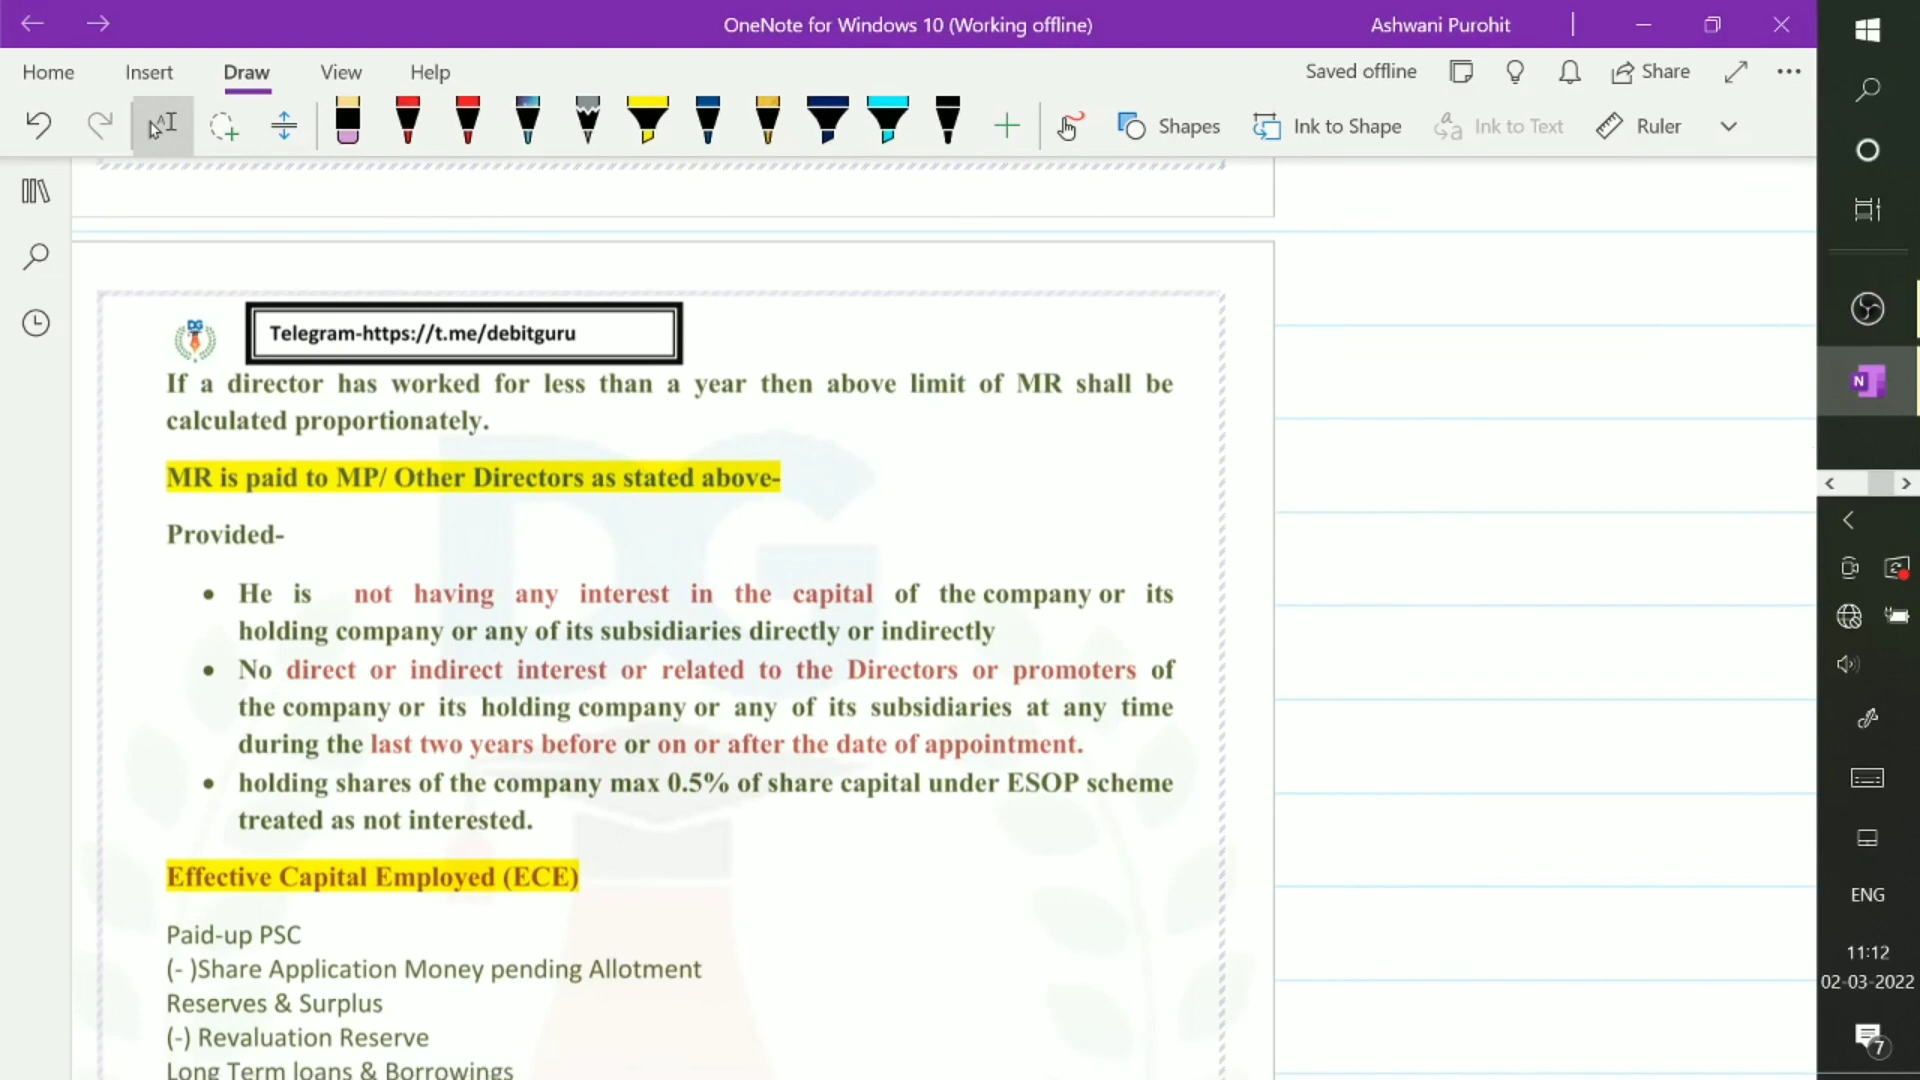 OneNote for Windows 10 (Working offline)
Ashwani Purohit
Home Insert Draw View Help
Saved offline
Share
Shapes
Ink to Shape
Ink to Text
Ruler
DG
Telegram-https://t.me/debitguru
If a director has worked for less than a year then above limit of MR shall be
calculated proportionately.
MR is paid to MP/ Other Directors as stated above-
Provided-
• He is not having any interest in the capital of the company or its
holding company or any of its subsidiaries directly or indirectly
• No direct or indirect interest or related to the Directors or promoters of
the company or its holding company or any of its subsidiaries at any time
during the last two years before or on or after the date of appointment.
• holding shares of the company max 0.5% of share capital under ESOP scheme
treated as not interested.
Effective Capital Employed (ECE)
Paid-up PSC
(- )Share Application Money pending Allotment
Reserves & Surplus
(-) Revaluation Reserve
Long Term loans & Borrowings
DG
N
ENG
11:12
02-03-2022
7